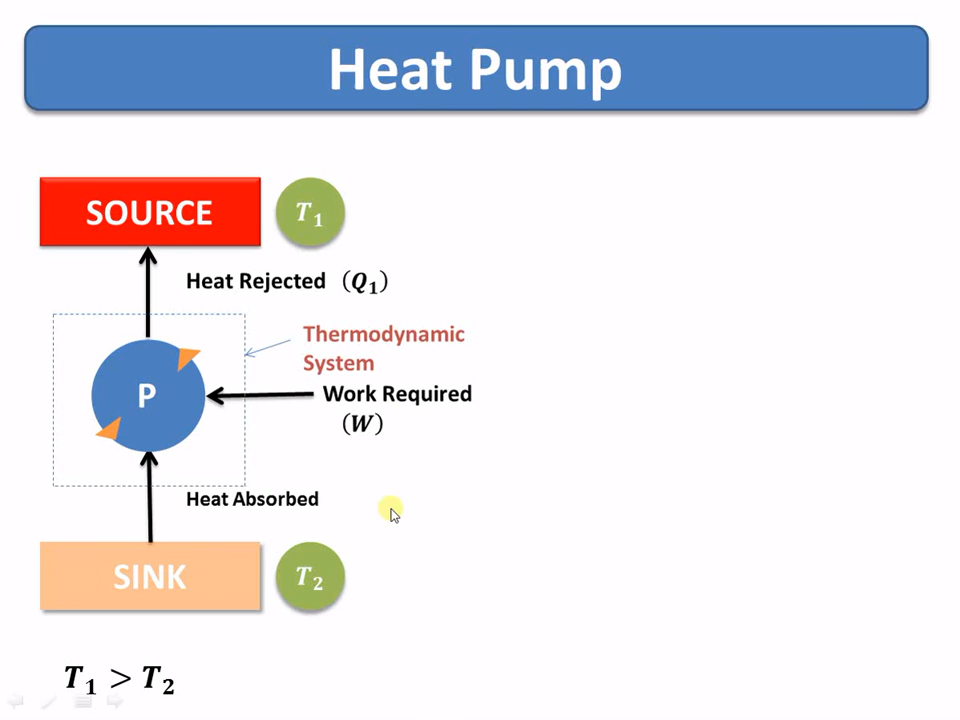 Heat Pump
SOURCE
T₁
Heat Rejected (Q₁)
Thermodynamic
System
P
Work Required
(W)
Heat Absorbed
SINK
T₂
T₁ > T₂